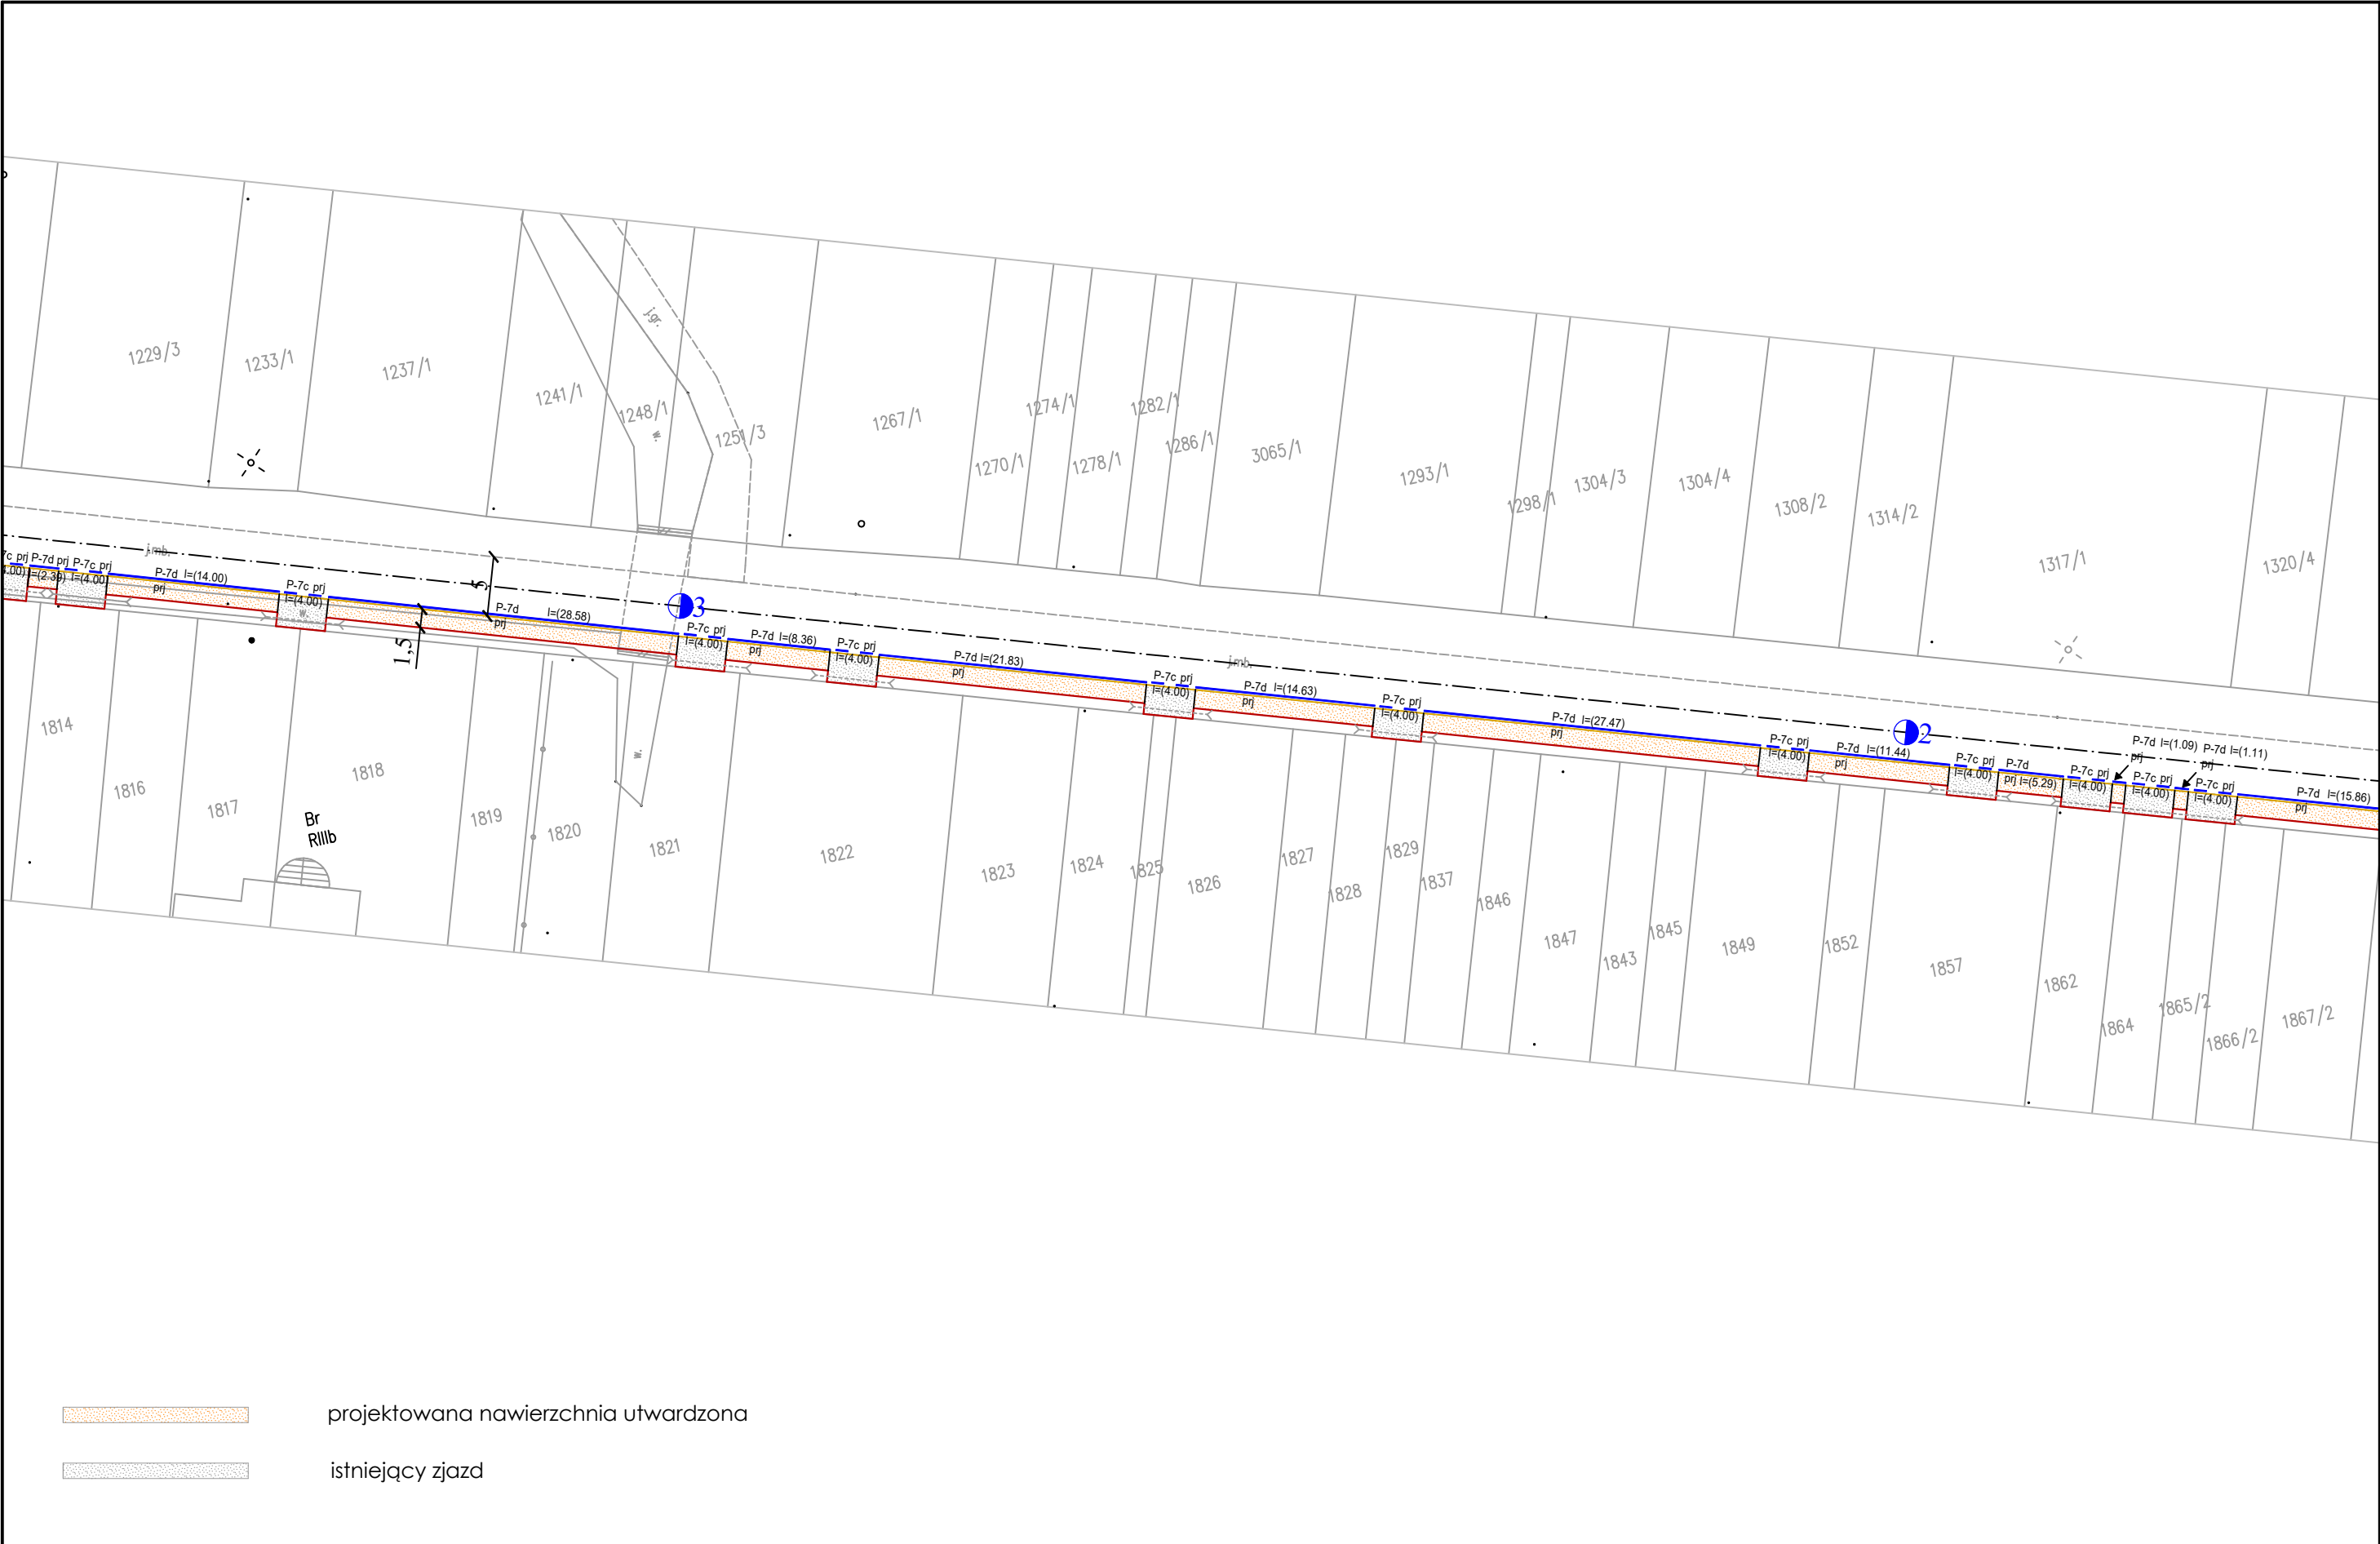 1229/3
1233/1
1237/1
1241/1
1248/1
w.
1251/3
j.gr.
1267/1
1270/1
1274/1
1278/1
1282/1
1286/1
3065/1
1293/1
1298/1
1304/3
1304/4
1308/2
1314/2
1317/1
1320/4
j.mb.
5
1,5
7c prj P-7d prj P-7c prj
l=(2.39) l=(4.00)
P-7d l=(14.00)
prj
P-7c prj
l=(4.00)
w.
P-7d l=(28.58)
prj
3
P-7c prj
l=(4.00)
P-7d l=(8.36)
prj
P-7c prj
l=(4.00)
P-7d l=(21.83)
prj
P-7c prj
l=(4.00)
j.mb.
P-7d l=(14.63)
prj
P-7c prj
l=(4.00)
P-7d l=(27.47)
prj
P-7c prj
l=(4.00)
P-7d l=(11.44)
prj
2
P-7c prj
l=(4.00)
P-7d
prj l=(5.29)
P-7c prj
l=(4.00)
P-7d l=(1.09)
prj
P-7c prj
l=(4.00)
P-7d l=(1.11)
prj
P-7c prj
l=(4.00)
P-7d l=(15.86)
prj
1814
1816
1817
1818
Br
RIIIb
1819
1820
w.
1821
1822
1823
1824
1825
1826
1827
1828
1829
1837
1846
1847
1843
1845
1849
1852
1857
1862
1864
1865/2
1866/2
1867/2
projektowana nawierzchnia utwardzona
istniejący zjazd